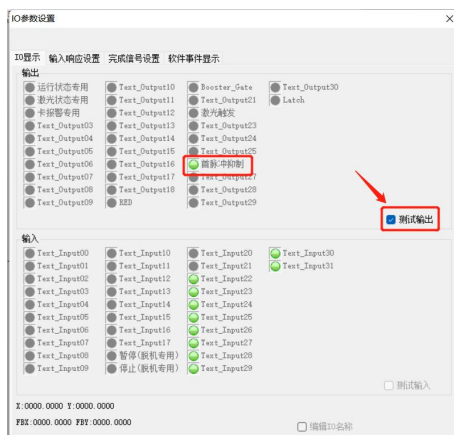 IO参数设置
IO显示 输入响应设置 完成信号设置 软件事件显示
输出
运行状态专用 Text_Output10 Booster_Gate Text_Output30
激光状态专用 Text_Output11 Text_Output21 Latch
卡报警专用 Text_Output12 激光触发
Text_Output03 Text_Output13 Text_Output23
Text_Output04 Text_Output14 Text_Output24
Text_Output05 Text_Output15 Text_Output25
Text_Output06 Text_Output16 首脉冲抑制
Text_Output07 Text_Output17 Text_Output27
Text_Output08 Text_Output18 Text_Output28
Text_Output09 RED Text_Output29
测试输出
输入
Text_Input00 Text_Input10 Text_Input20 Text_Input30
Text_Input01 Text_Input11 Text_Input21 Text_Input31
Text_Input02 Text_Input12 Text_Input22
Text_Input03 Text_Input13 Text_Input23
Text_Input04 Text_Input14 Text_Input24
Text_Input05 Text_Input15 Text_Input25
Text_Input06 Text_Input16 Text_Input26
Text_Input07 Text_Input17 Text_Input27
Text_Input08 暂停(脱机专用) Text_Input28
Text_Input09 停止(脱机专用) Text_Input29
测试输入
X:0000.0000 Y:0000.0000
FBX:0000.0000 FBY:0000.0000
编辑IO名称